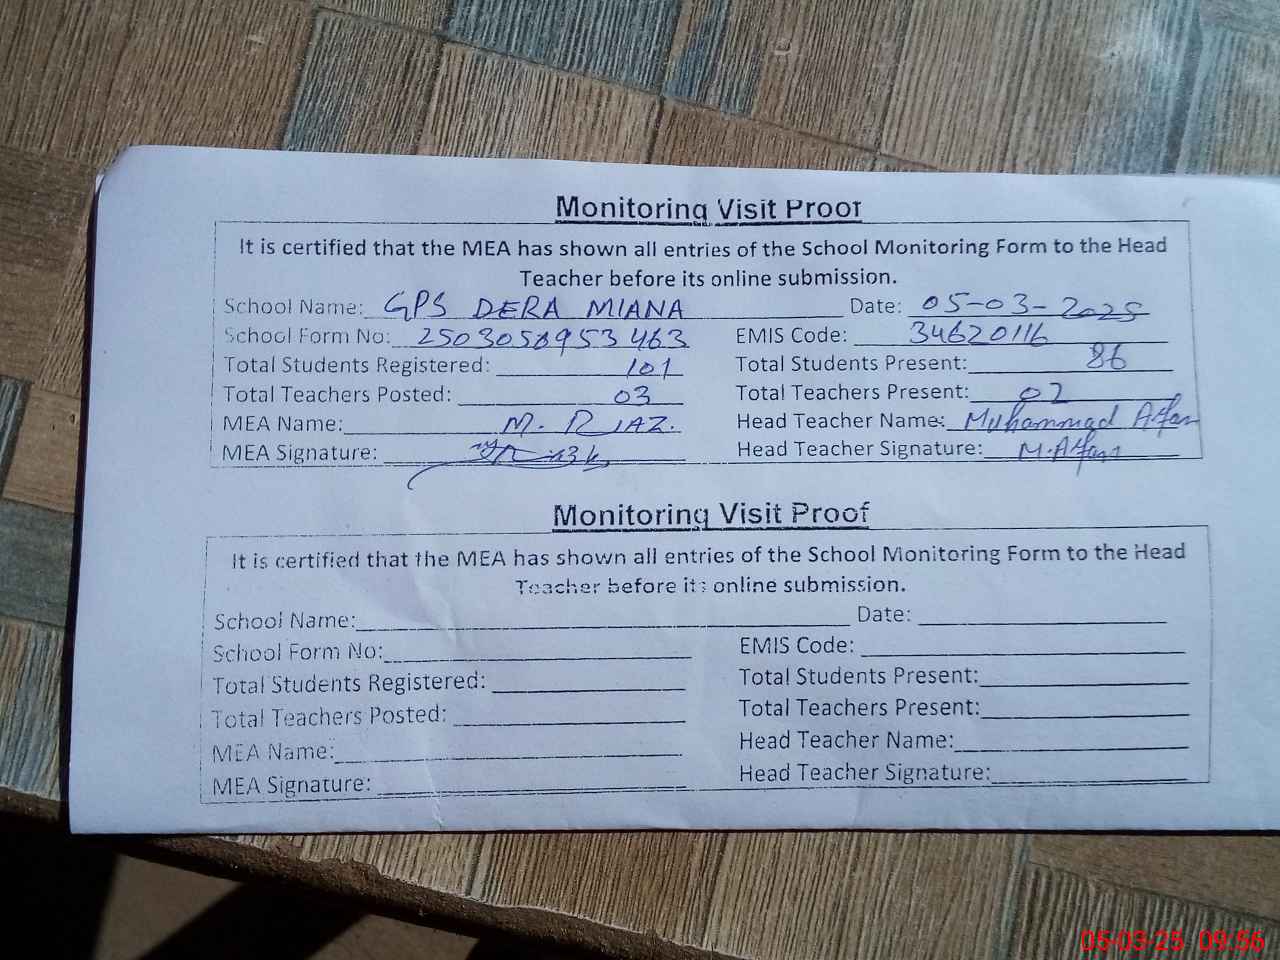 Monitoring Visit Proof
It is certified that the MEA has shown all entries of the School Monitoring Form to the Head
Teacher before its online submission.
School Name: GPS DERA MIANA Date: 05-03-2025
School Form No: 2503050953463 EMIS Code: 34620116
Total Students Registered: 101 Total Students Present: 86
Total Teachers Posted: 03 Total Teachers Present: 02
MEA Name: M. RIAZ. Head Teacher Name: Muhammad
MEA Signature: Head Teacher Signature:
Monitoring Visit Proof
It is certified that the MEA has shown all entries of the School Monitoring Form to the Head
Teacher before its online submission.
School Name: Date:
School Form No: EMIS Code:
Total Students Registered: Total Students Present:
Total Teachers Posted: Total Teachers Present:
MEA Name: Head Teacher Name:
MEA Signature: Head Teacher Signature:
05-03-25 09:56